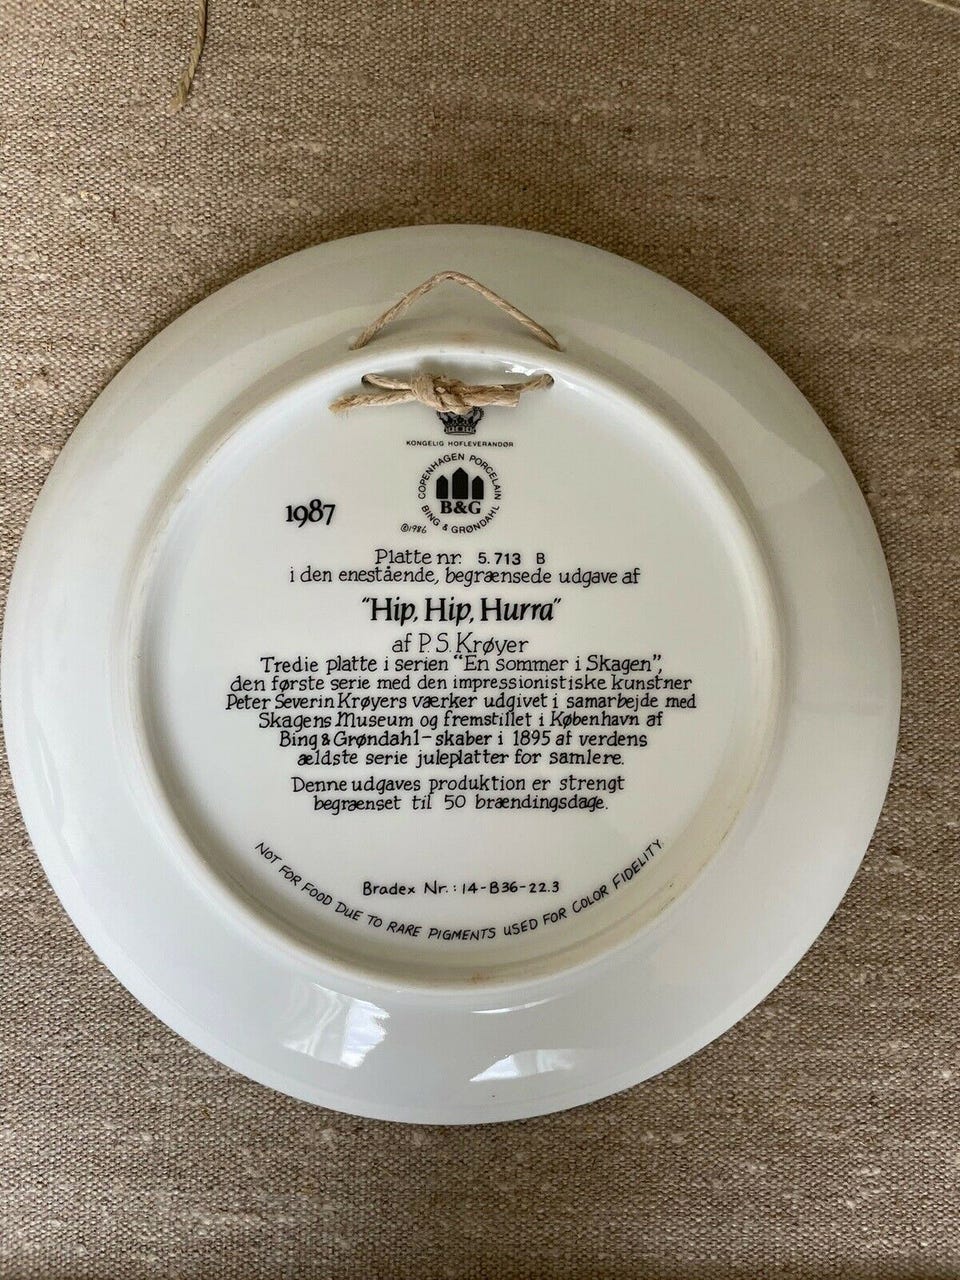 KONGELIG HOFLEVERANDØR
COPENHAGEN PORCELAIN
B&G
BING & GRØNDAHL
©1986
1987
Platte nr. 5.713 B
i den enestående, begrænsede udgave af
"Hip, Hip, Hurra"
af P. S. Krøyer
Tredie platte i serien "En sommer i Skagen",
den første serie med den impressionistiske kunstner
Peter Severin Krøyers værker udgivet i samarbejde med
Skagens Museum og fremstillet i København af
Bing & Grøndahl - skaber i 1895 af verdens
ældste serie juleplatter for samlere.
Denne udgaves produktion er strengt
begrænset til 50 brændingsdage.
Bradex Nr.: 14-B36-22.3
NOT FOR FOOD DUE TO RARE PIGMENTS USED FOR COLOR FIDELITY.